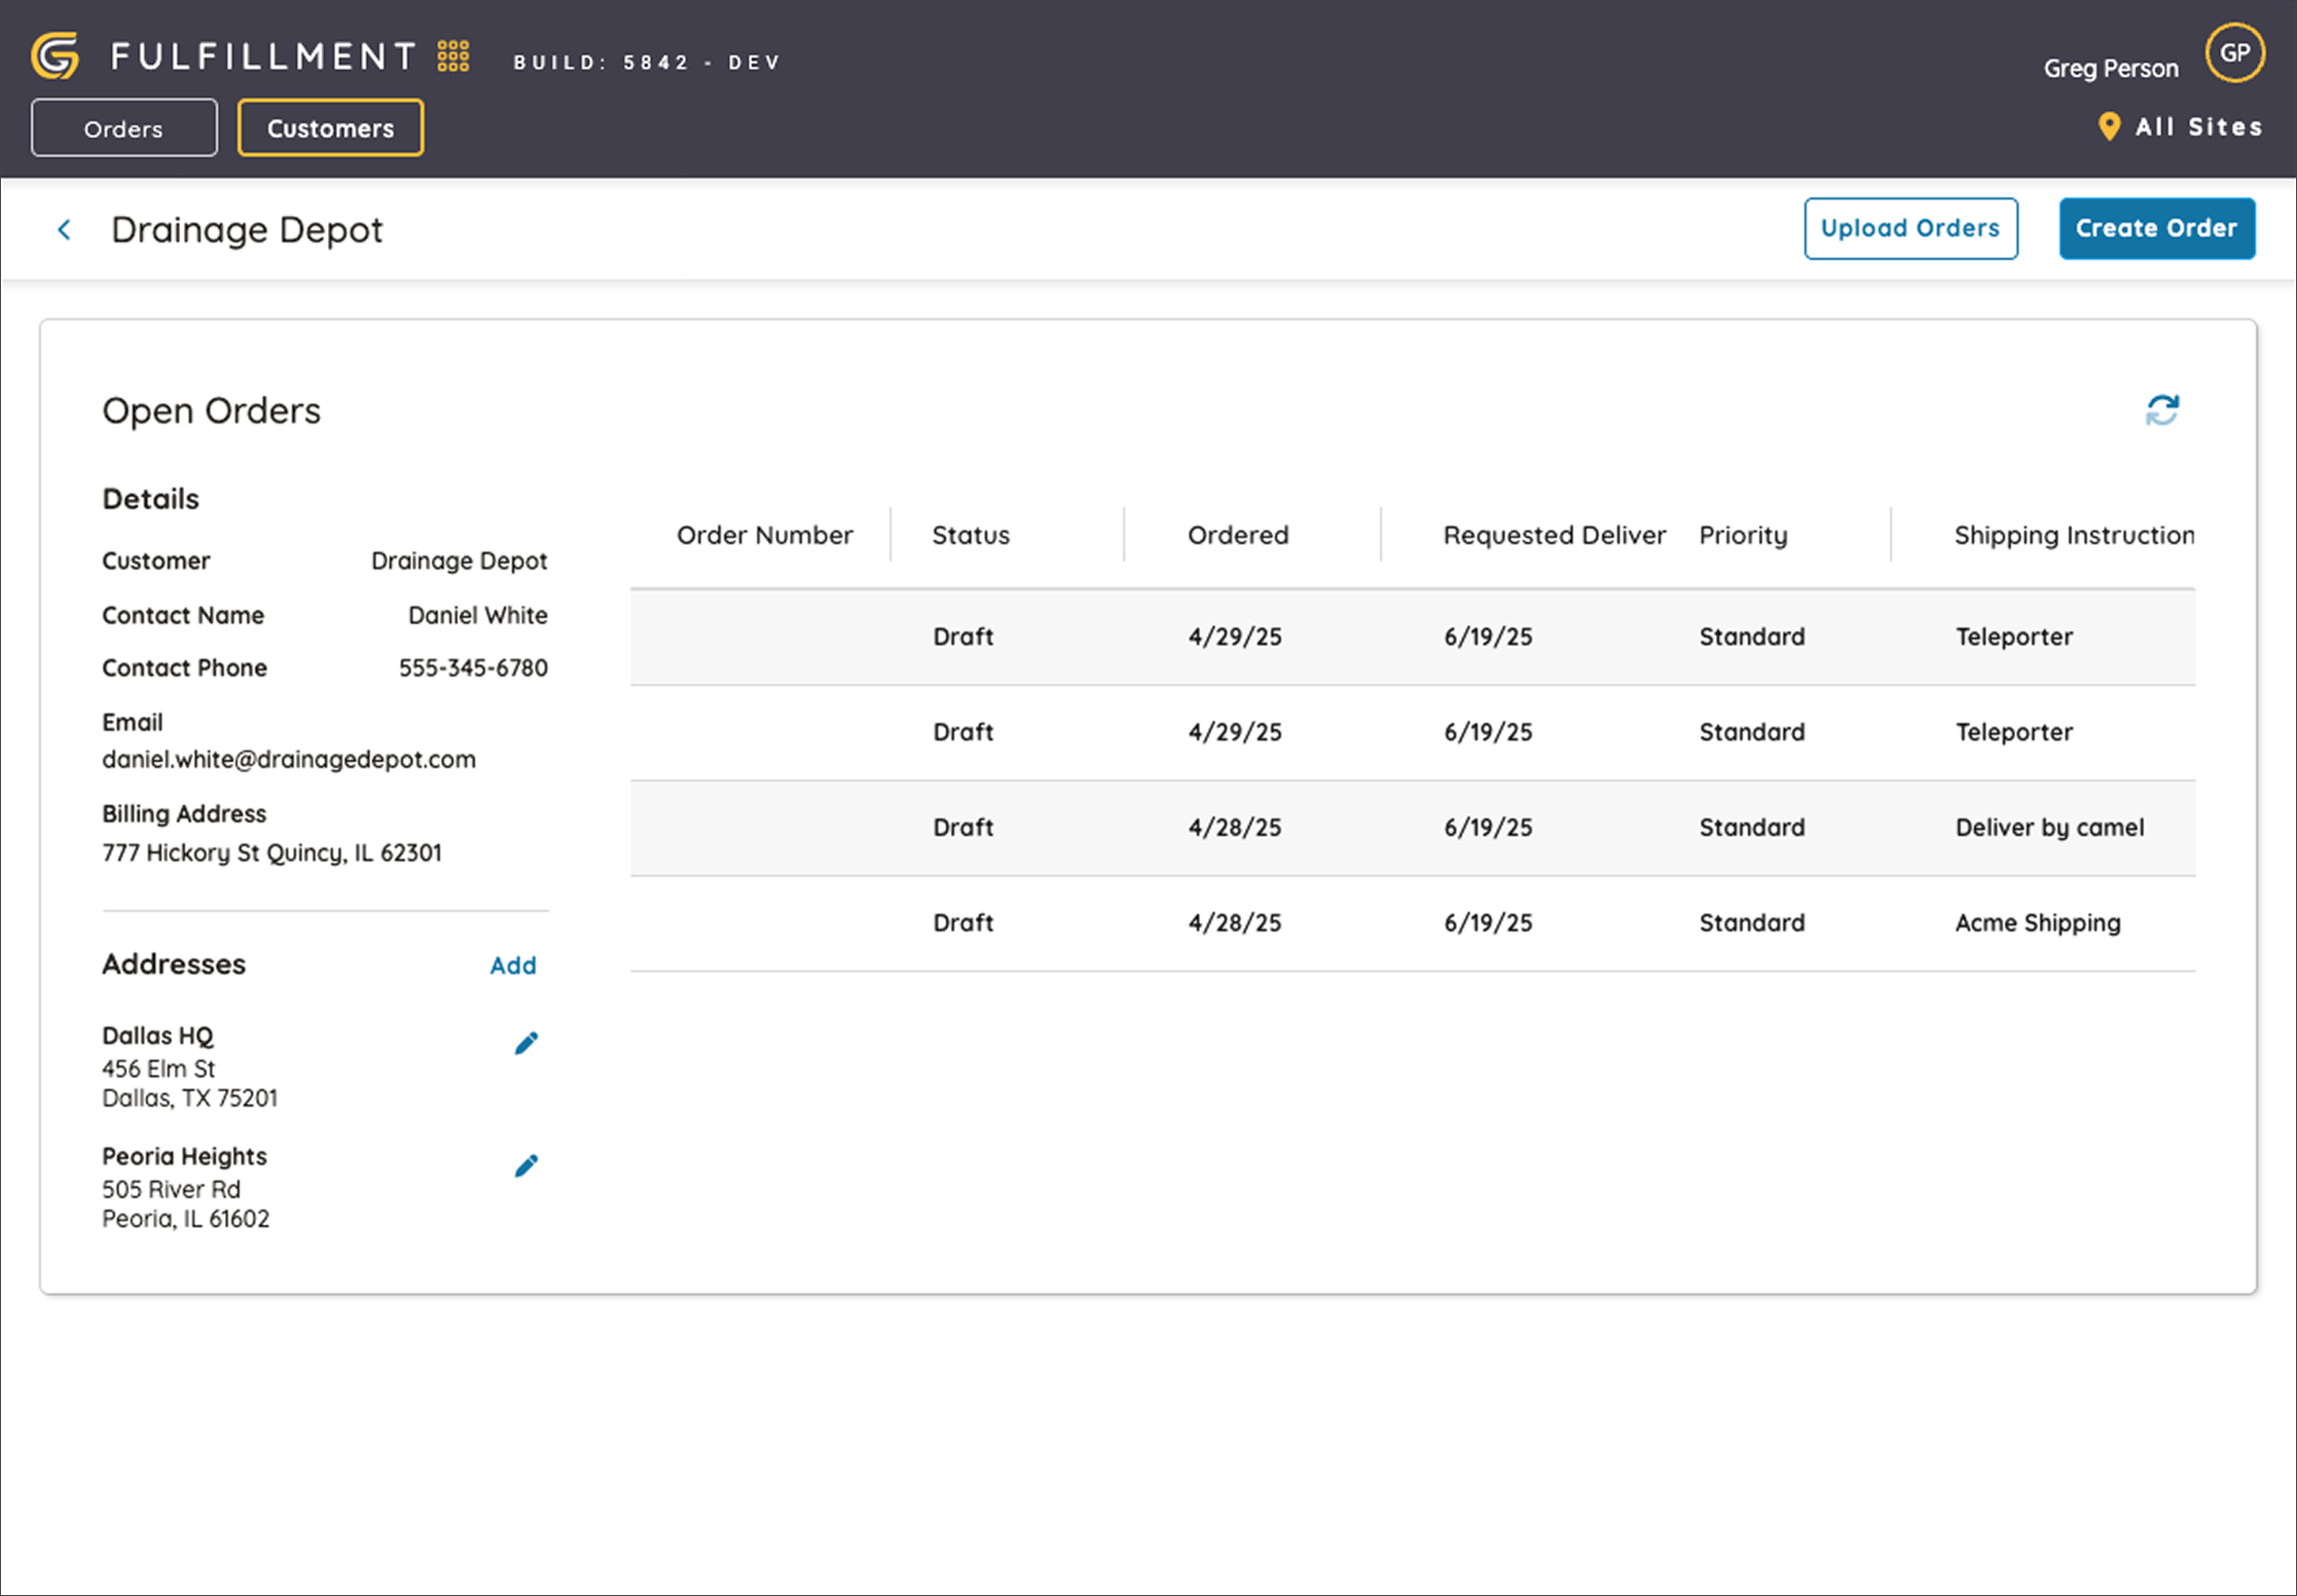 FULFILLMENT
BUILD: 5842 - DEV
Greg Person
GP
Orders
Customers
All Sites
Drainage Depot
Upload Orders
Create Order
Open Orders
Details
Customer Drainage Depot
Contact Name Daniel White
Contact Phone 555-345-6780
Email
daniel.white@drainagedepot.com
Billing Address
777 Hickory St Quincy, IL 62301
Addresses Add
Dallas HQ
456 Elm St
Dallas, TX 75201
Peoria Heights
505 River Rd
Peoria, IL 61602
Order Number Status Ordered Requested Deliver Priority Shipping Instruction
Draft 4/29/25 6/19/25 Standard Teleporter
Draft 4/29/25 6/19/25 Standard Teleporter
Draft 4/28/25 6/19/25 Standard Deliver by camel
Draft 4/28/25 6/19/25 Standard Acme Shipping